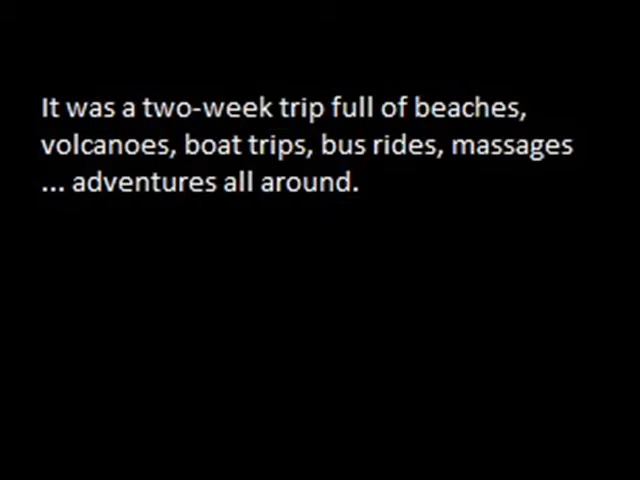 It was a two-week trip full of beaches,
volcanoes, boat trips, bus rides, massages
... adventures all around.